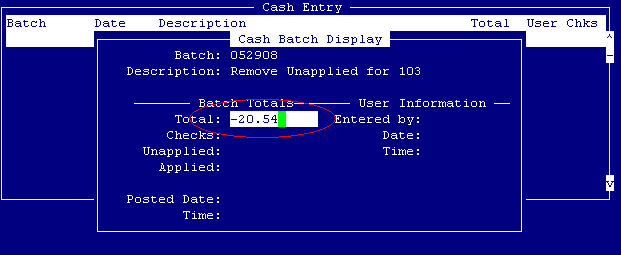 Cash Entry
Batch Date Description Total User Chks
Cash Batch Display
Batch: 052908
Description: Remove Unapplied for 103
Batch Totals User Information
Total: -20.54 Entered by:
Checks: Date:
Unapplied: Time:
Applied:
Posted Date:
Time: